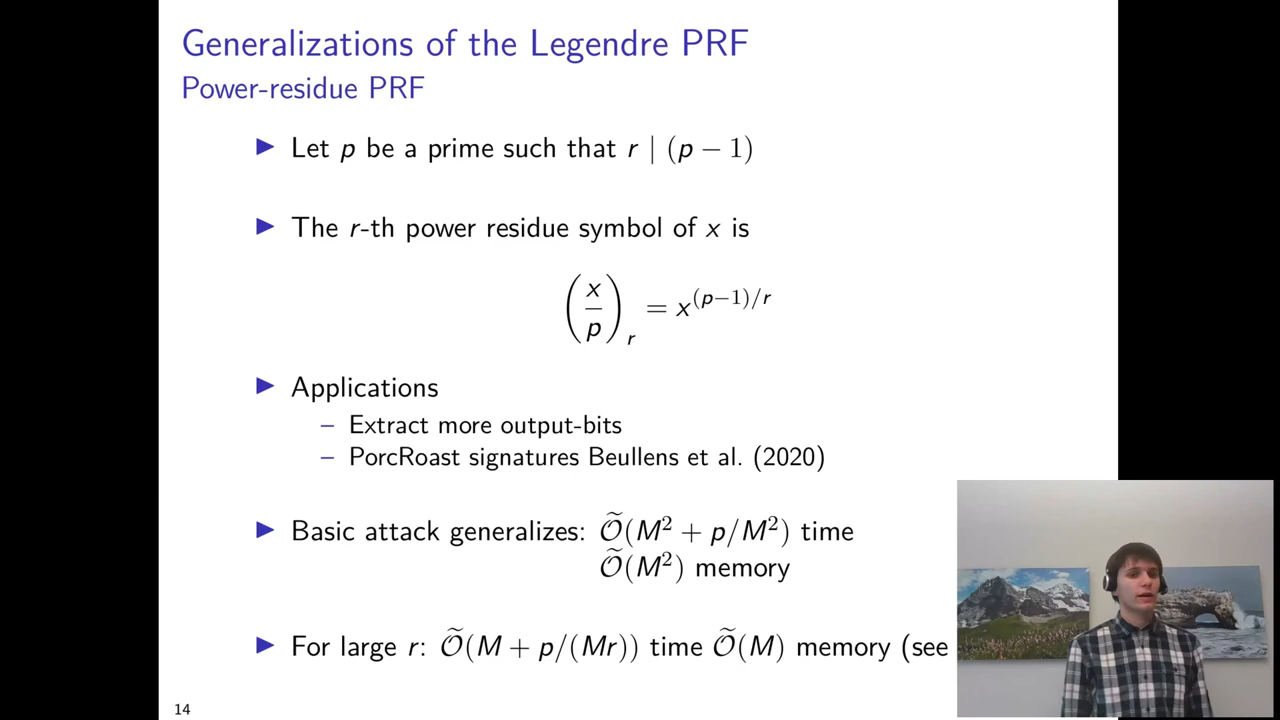 Generalizations of the Legendre PRF
Power-residue PRF
▶ Let p be a prime such that r | (p − 1)
▶ The r-th power residue symbol of x is
(x/p)_r = x^{(p−1)/r}
▶ Applications
– Extract more output-bits
– PorcRoast signatures Beullens et al. (2020)
▶ Basic attack generalizes: Õ(M² + p/M²) time
Õ(M²) memory
▶ For large r: Õ(M + p/(Mr)) time Õ(M) memory (see
14